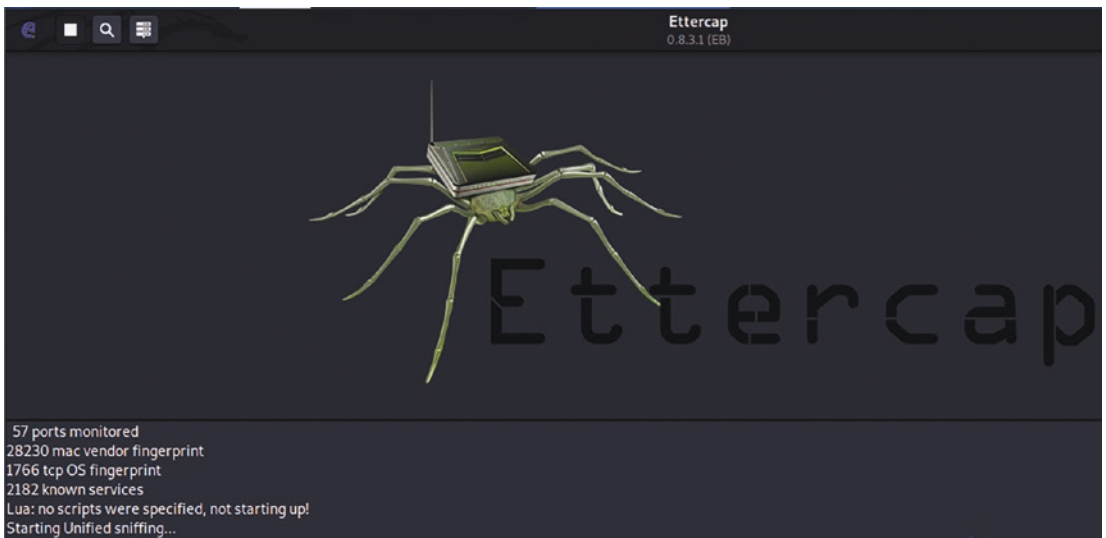 Ettercap
0.8.3.1 (EB)
Ettercap
57 ports monitored
28230 mac vendor fingerprint
1766 tcp OS fingerprint
2182 known services
Lua: no scripts were specified, not starting up!
Starting Unified sniffing...